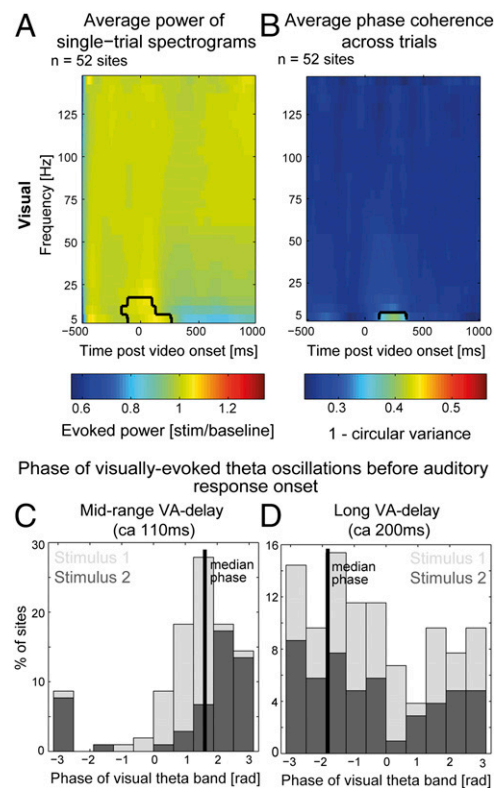 A
Average power of
single−trial spectrograms
n = 52 sites
Visual
Frequency [Hz]
125
100
75
50
25
5
−500
0
500
1000
Time post video onset [ms]
0.6
0.8
1
1.2
Evoked power [stim/baseline]
B
Average phase coherence
across trials
n = 52 sites
125
100
75
50
25
5
−500
0
500
1000
Time post video onset [ms]
0.3
0.4
0.5
1 - circular variance
Phase of visually-evoked theta oscillations before auditory
response onset
C
Mid-range VA-delay
(ca 110ms)
Stimulus 1
Stimulus 2
median
phase
% of sites
30
20
10
0
−3
−2
−1
0
1
2
3
Phase of visual theta band [rad]
D
Long VA-delay
(ca 200ms)
Stimulus 1
Stimulus 2
median
phase
16
12
8
4
0
−3
−2
−1
0
1
2
3
Phase of visual theta band [rad]